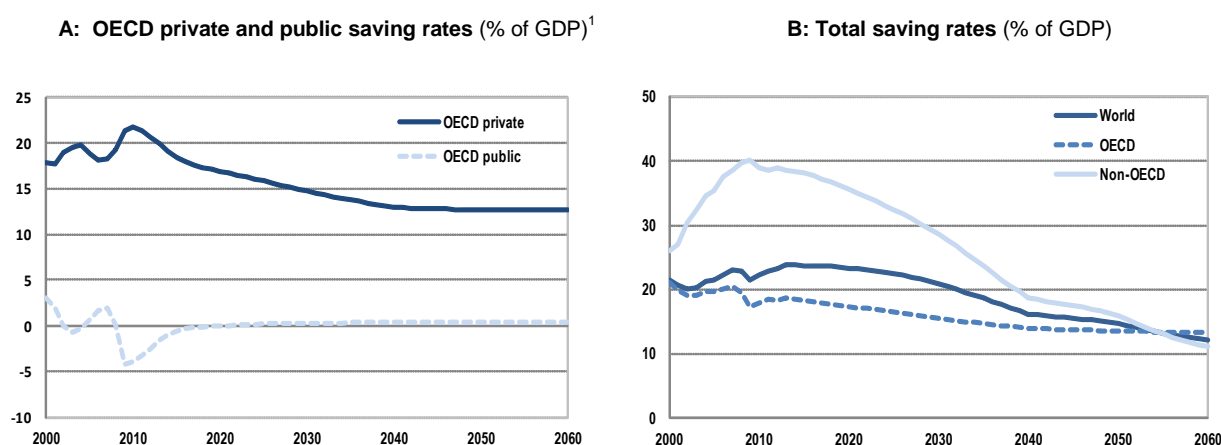 A: OECD private and public saving rates (% of GDP)1
25
20
15
10
5
0
-5
-10
2000 2010 2020 2030 2040 2050 2060
OECD private
OECD public
B: Total saving rates (% of GDP)
50
40
30
20
10
0
2000 2010 2020 2030 2040 2050 2060
World
OECD
Non-OECD